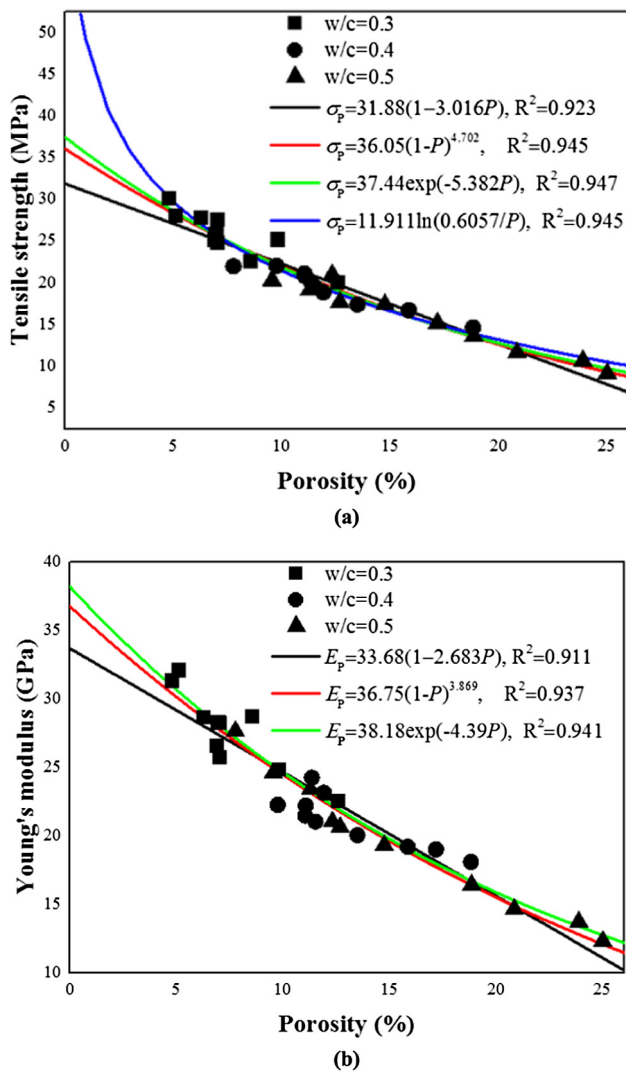 50
45
40
35
30
25
20
15
10
5
Tensile strength (MPa)
w/c=0.3
w/c=0.4
w/c=0.5
σP=31.88(1−3.016P), R²=0.923
σP=36.05(1-P)^4.702, R²=0.945
σP=37.44exp(-5.382P), R²=0.947
σP=11.911ln(0.6057/P), R²=0.945
0 5 10 15 20 25
Porosity (%)
(a)
40
35
30
25
20
15
10
Young's modulus (GPa)
w/c=0.3
w/c=0.4
w/c=0.5
EP=33.68(1−2.683P), R²=0.911
EP=36.75(1-P)^3.869, R²=0.937
EP=38.18exp(-4.39P), R²=0.941
0 5 10 15 20 25
Porosity (%)
(b)